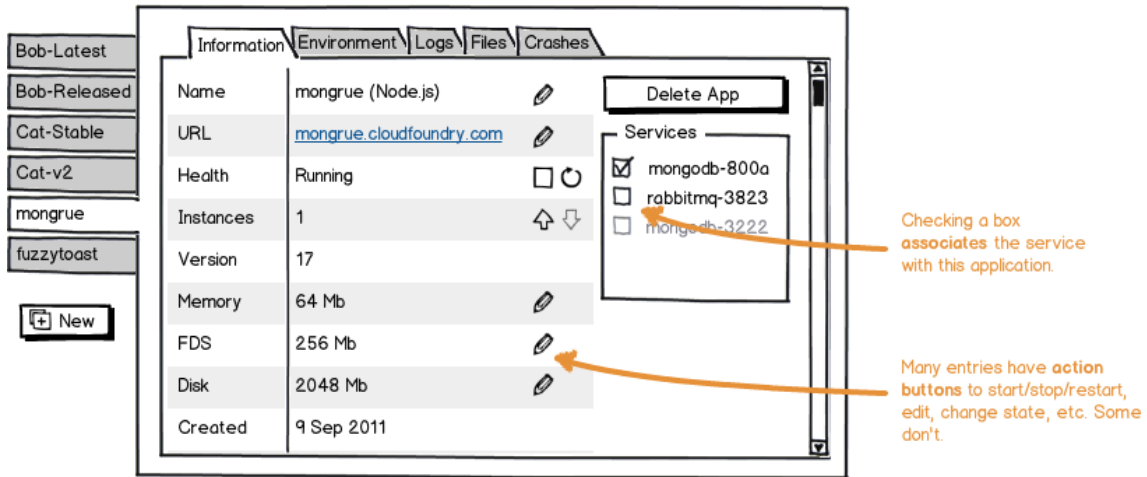 Information Environment Logs Files Crashes
Bob-Latest
Bob-Released
Cat-Stable
Cat-v2
mongrue
fuzzytoast
New
Name mongrue (Node.js)
URL mongrue.cloudfoundry.com
Health Running
Instances 1
Version 17
Memory 64 Mb
FDS 256 Mb
Disk 2048 Mb
Created 9 Sep 2011
Delete App
Services
mongodb-800a
rabbitmq-3823
mongodb-3222
Checking a box
associates the service
with this application.
Many entries have action
buttons to start/stop/restart,
edit, change state, etc. Some
don't.